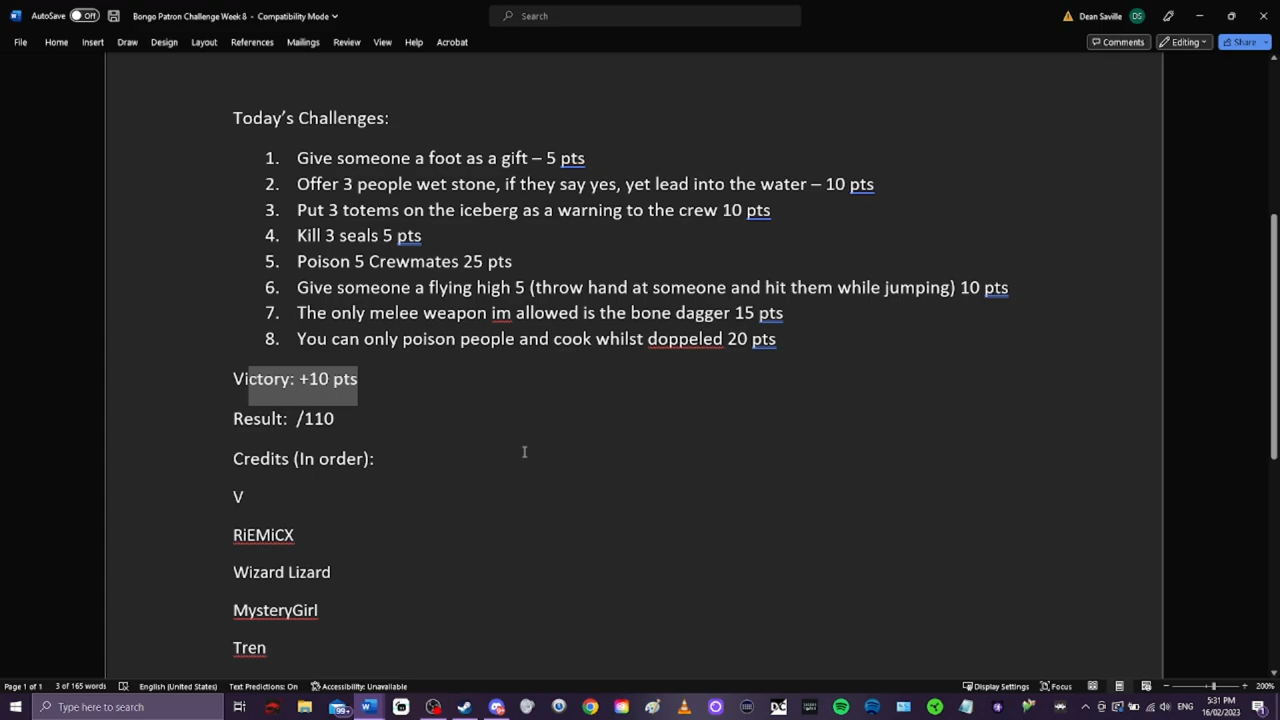 AutoSave Off Bongo Patron Challenge Week 8 - Compatibility Mode Search Dean Saville DS
File Home Insert Draw Design Layout References Mailings Review View Help Acrobat Comments Editing Share
Today's Challenges:
1. Give someone a foot as a gift – 5 pts
2. Offer 3 people wet stone, if they say yes, yet lead into the water – 10 pts
3. Put 3 totems on the iceberg as a warning to the crew 10 pts
4. Kill 3 seals 5 pts
5. Poison 5 Crewmates 25 pts
6. Give someone a flying high 5 (throw hand at someone and hit them while jumping) 10 pts
7. The only melee weapon im allowed is the bone dagger 15 pts
8. You can only poison people and cook whilst doppeled 20 pts
Victory: +10 pts
Result: /110
Credits (In order):
V
RiEMiCX
Wizard Lizard
MysteryGirl
Tren
Page 1 of 1 3 of 165 words English (United States) Text Predictions: On Accessibility: Unavailable Display Settings Focus 200%
Type here to search 99+ 5:31 PM
16/02/2023